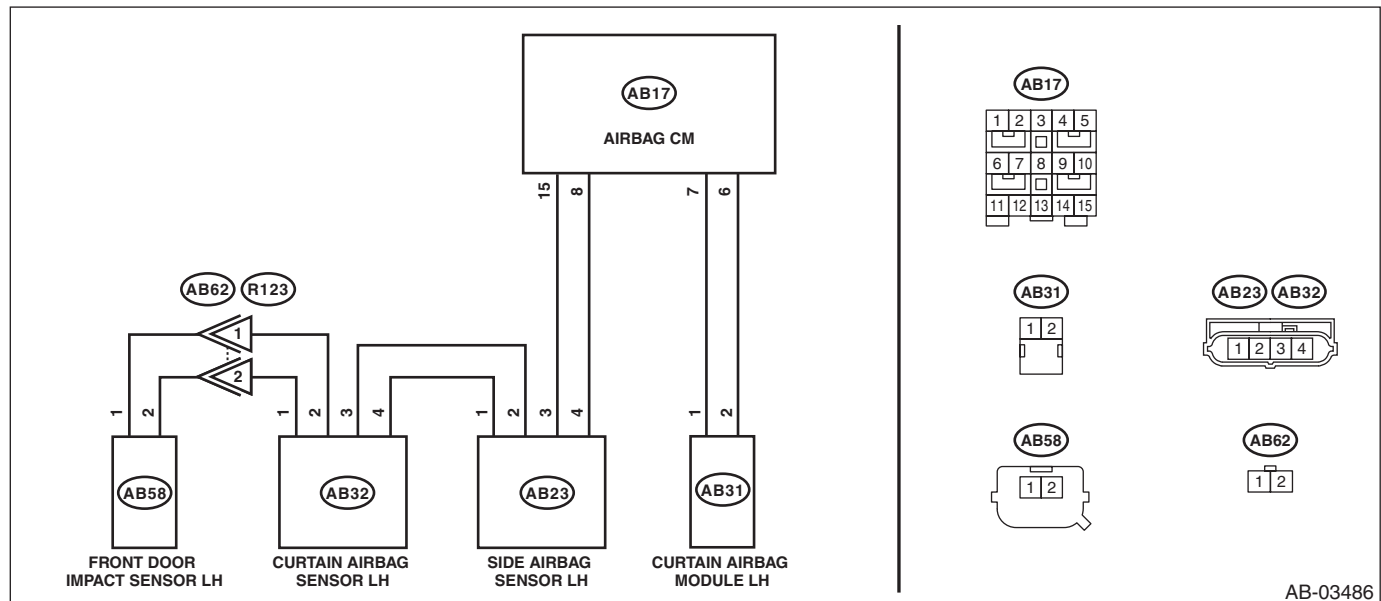 AB17
AIRBAG CM
15 8 7 6
AB62 R123
1
2
1 2 1 2 3 4 1 2 3 4 1 2
AB58 AB32 AB23 AB31
FRONT DOOR
IMPACT SENSOR LH
CURTAIN AIRBAG
SENSOR LH
SIDE AIRBAG
SENSOR LH
CURTAIN AIRBAG
MODULE LH
AB17
1 2 3 4 5
6 7 8 9 10
11 12 13 14 15
AB31
1 2
AB23 AB32
1 2 3 4
AB58
1 2
AB62
1 2
AB-03486